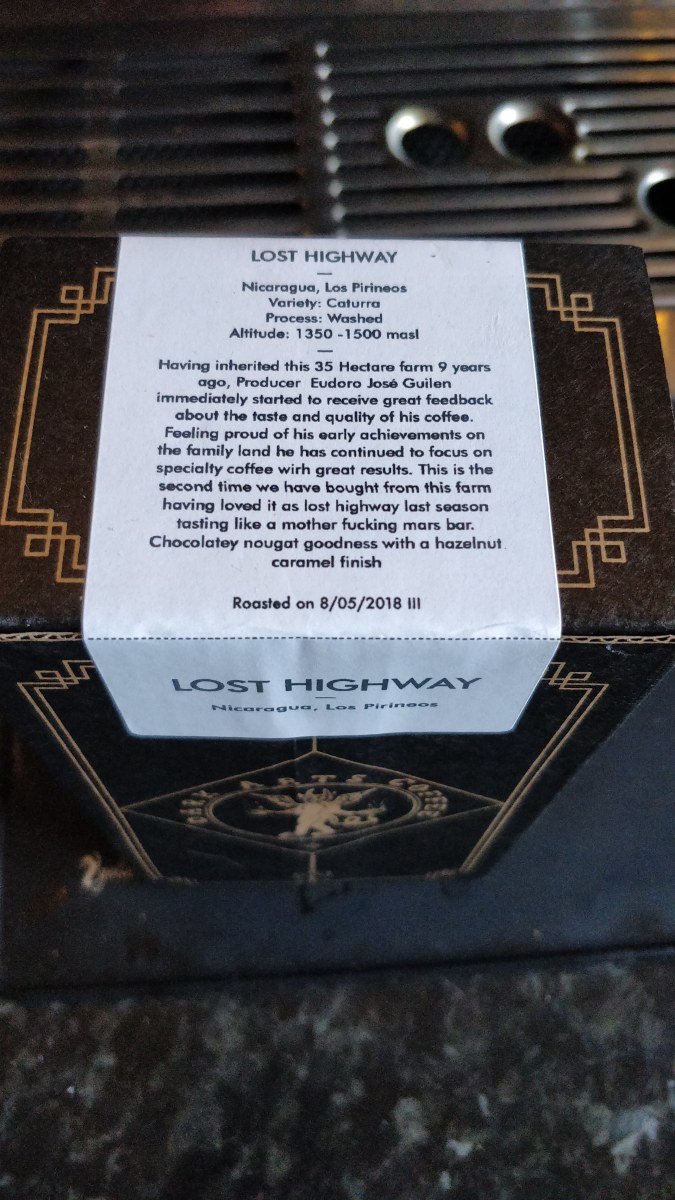 LOST HIGHWAY
—
Nicaragua, Los Pirineos
Variety: Caturra
Process: Washed
Altitude: 1350 -1500 masl
—
Having inherited this 35 Hectare farm 9 years
ago, Producer Eudoro José Guilen
immediately started to receive great feedback
about the taste and quality of his coffee.
Feeling proud of his early achievements on
the family land he has continued to focus on
specialty coffee wirh great results. This is the
second time we have bought from this farm
having loved it as lost highway last season
tasting like a mother fucking mars bar.
Chocolatey nougat goodness with a hazelnut
caramel finish
Roasted on 8/05/2018 III
LOST HIGHWAY
—
Nicaragua, Los Pirineos
DARK ARTS COFFEE